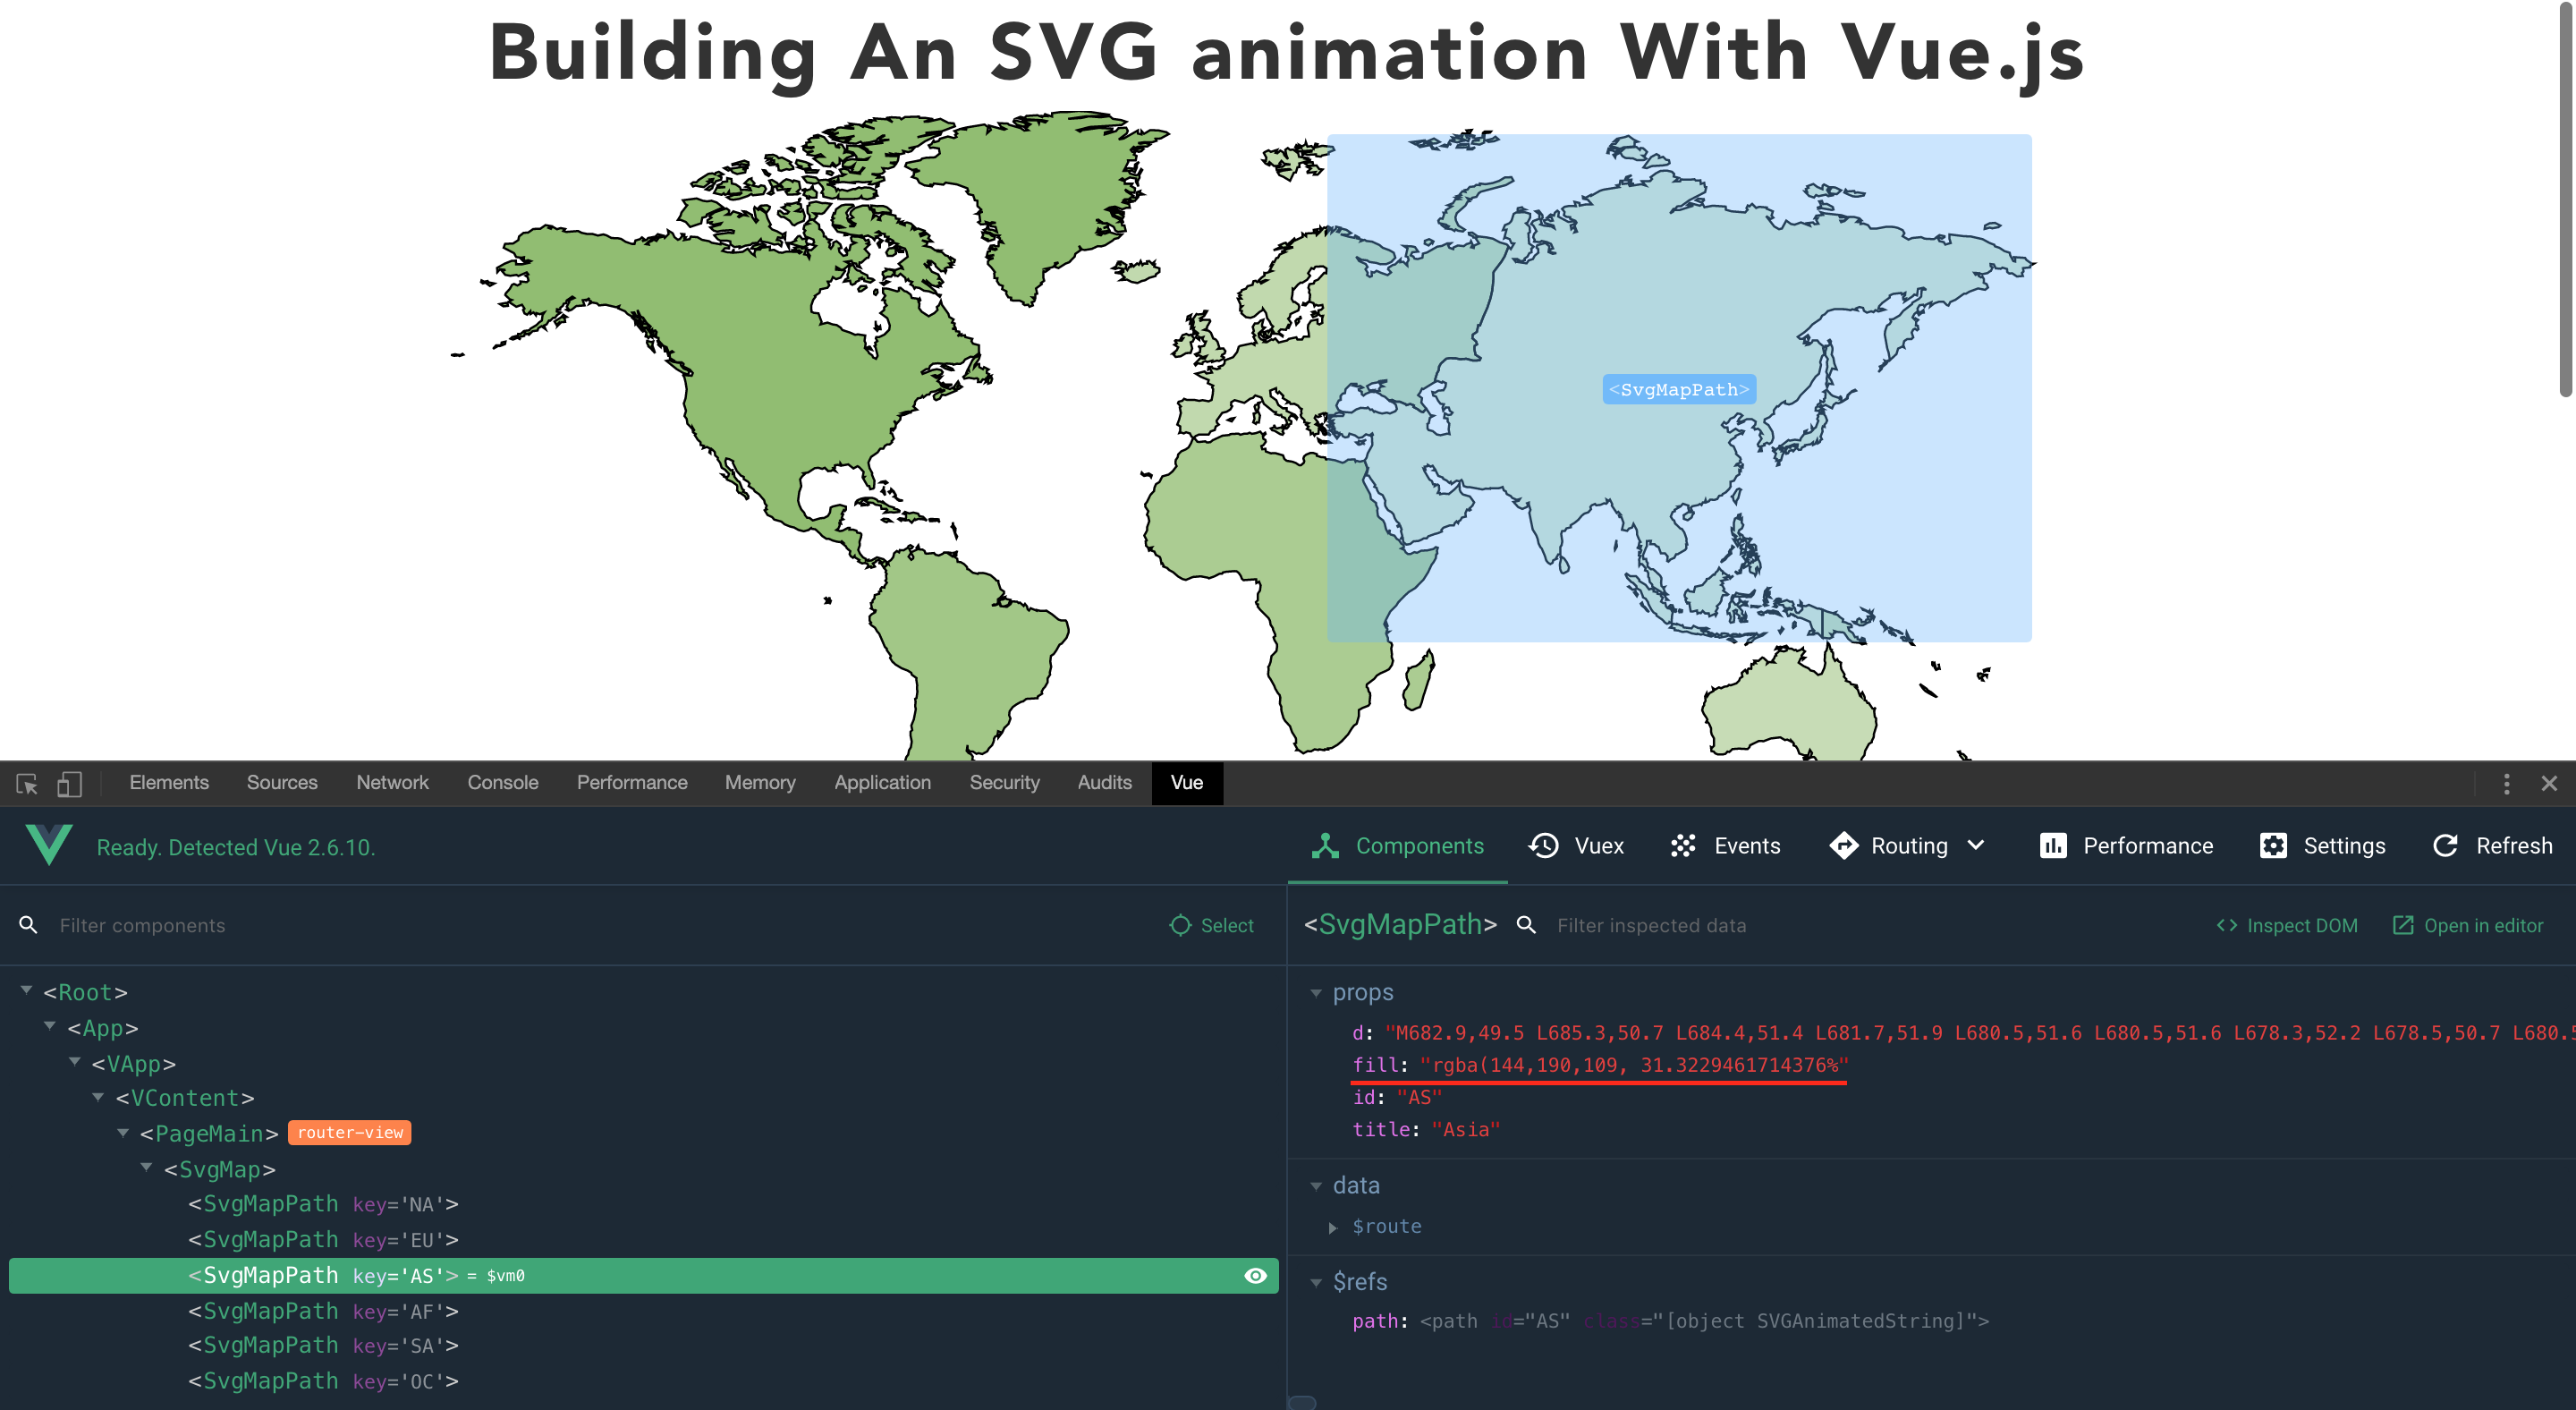 Building An SVG animation With Vue.js
<SvgMapPath>
Elements Sources Network Console Performance Memory Application Security Audits Vue
Ready. Detected Vue 2.6.10.
Components Vuex Events Routing Performance Settings Refresh
Filter components Select
<SvgMapPath> Filter inspected data Inspect DOM Open in editor
<Root>
<App>
<VApp>
<VContent>
<PageMain> router-view
<SvgMap>
<SvgMapPath key='NA'>
<SvgMapPath key='EU'>
<SvgMapPath key='AS'> = $vm0
<SvgMapPath key='AF'>
<SvgMapPath key='SA'>
<SvgMapPath key='OC'>
props
d: "M682.9,49.5 L685.3,50.7 L684.4,51.4 L681.7,51.9 L680.5,51.6 L680.5,51.6 L678.3,52.2 L678.5,50.7 L680.5
fill: "rgba(144,190,109, 31.3229461714376%"
id: "AS"
title: "Asia"
data
$route
$refs
path: <path id="AS" class="[object SVGAnimatedString]">